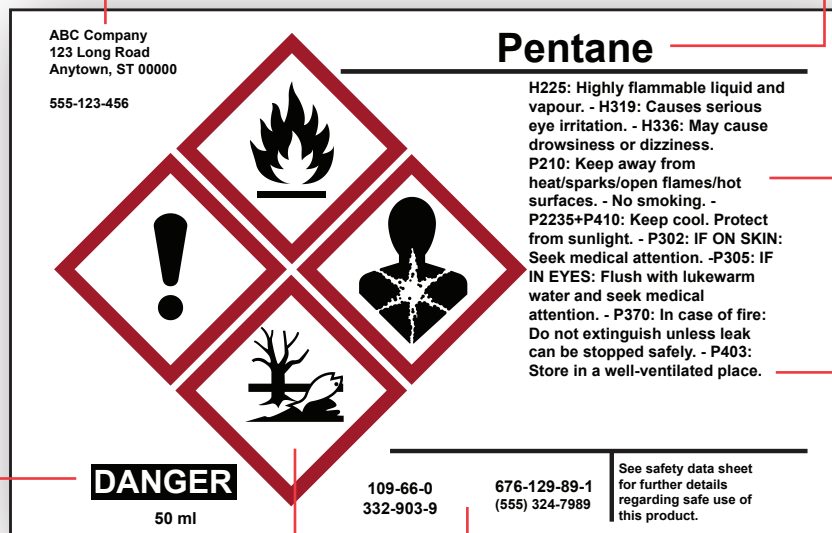 ABC Company
123 Long Road
Anytown, ST 00000
555-123-456
Pentane
H225: Highly flammable liquid and
vapour. - H319: Causes serious
eye irritation. - H336: May cause
drowsiness or dizziness.
P210: Keep away from
heat/sparks/open flames/hot
surfaces. - No smoking. -
P2235+P410: Keep cool. Protect
from sunlight. - P302: IF ON SKIN:
Seek medical attention. -P305: IF
IN EYES: Flush with lukewarm
water and seek medical
attention. - P370: In case of fire:
Do not extinguish unless leak
can be stopped safely. - P403:
Store in a well-ventilated place.
DANGER
50 ml
109-66-0
332-903-9
676-129-89-1
(555) 324-7989
See safety data sheet
for further details
regarding safe use of
this product.